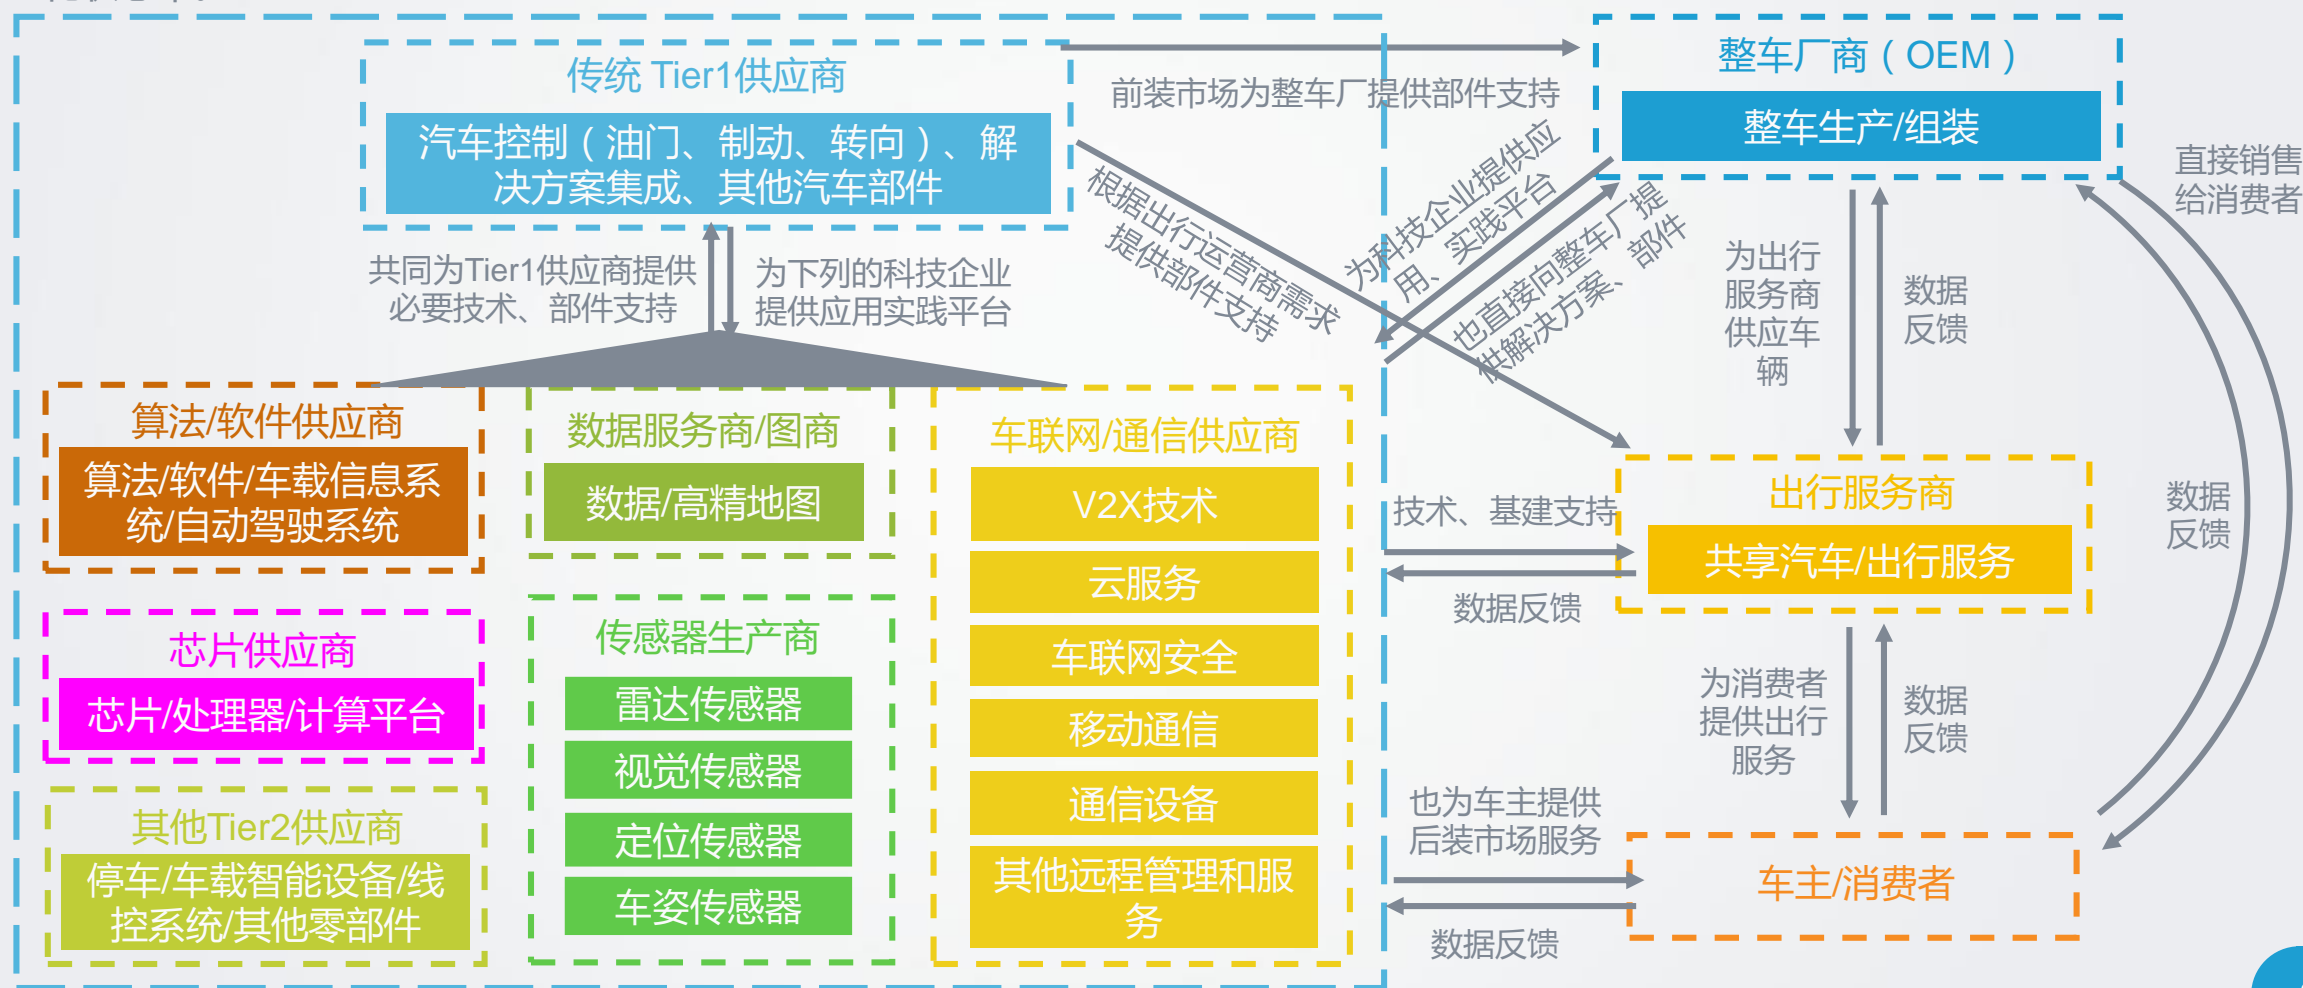 传统 Tier1供应商
汽车控制（油门、制动、转向）、解
决方案集成、其他汽车部件
前装市场为整车厂提供部件支持
整车厂商（OEM）
整车生产/组装
直接销售
给消费者
根据出行运营商需求
提供部件支持
为科技企业提供应
用、实践平台
也直接向整车厂提
供解决方案、部件
共同为Tier1供应商提供
必要技术、部件支持
为下列的科技企业
提供应用实践平台
为出行
服务商
供应车
辆
数据
反馈
算法/软件供应商
算法/软件/车载信息系
统/自动驾驶系统
数据服务商/图商
数据/高精地图
车联网/通信供应商
V2X技术
云服务
车联网安全
移动通信
通信设备
其他远程管理和服
务
技术、基建支持
数据反馈
出行服务商
共享汽车/出行服务
数据
反馈
芯片供应商
芯片/处理器/计算平台
传感器生产商
雷达传感器
视觉传感器
定位传感器
车姿传感器
为消费者
提供出行
服务
数据
反馈
其他Tier2供应商
停车/车载智能设备/线
控系统/其他零部件
也为车主提供
后装市场服务
数据反馈
车主/消费者